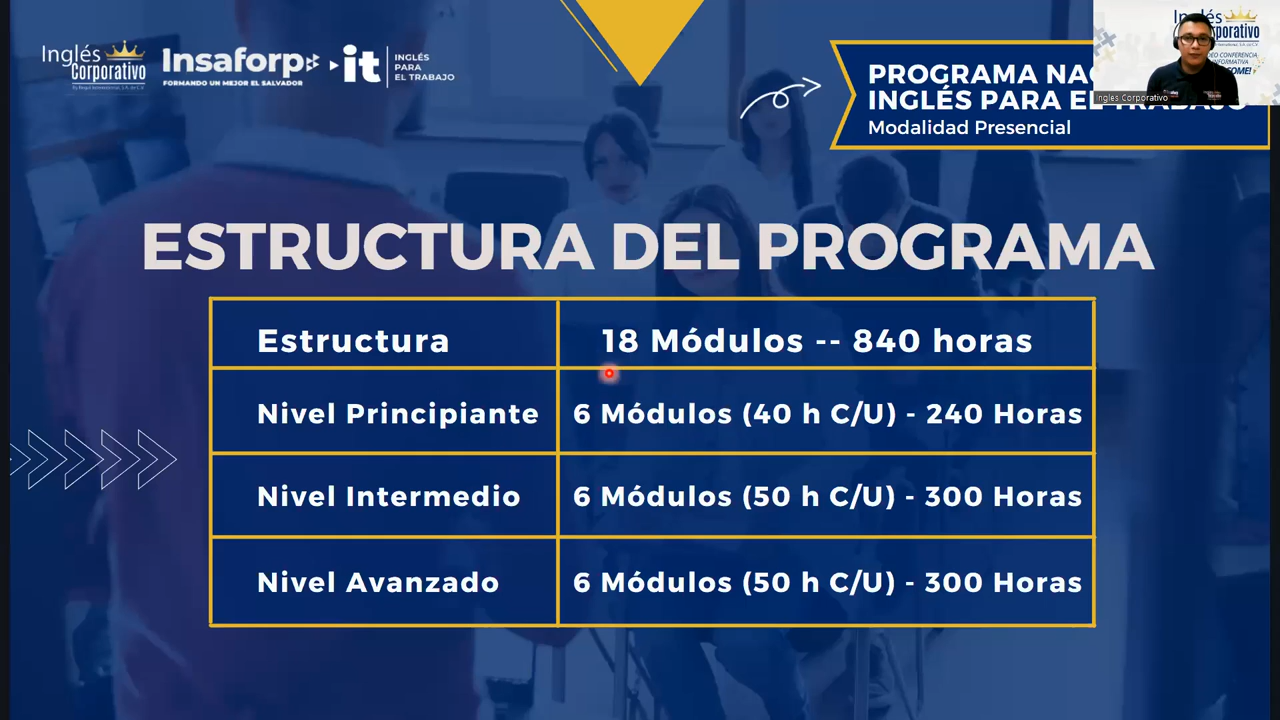 Inglés
Corporativo
Insaforp
FORMANDO UN MEJOR EL SALVADOR
it
INGLÉS
PARA
EL TRABAJO
PROGRAMA
INGLÉS PARA EL
Modalidad Presencial
Inglés
Corporativo
ESTRUCTURA DEL PROGRAMA
Estructura
18 Módulos -- 840 horas
Nivel Principiante
6 Módulos (40 h C/U) - 240 Horas
Nivel Intermedio
6 Módulos (50 h C/U) - 300 Horas
Nivel Avanzado
6 Módulos (50 h C/U) - 300 Horas